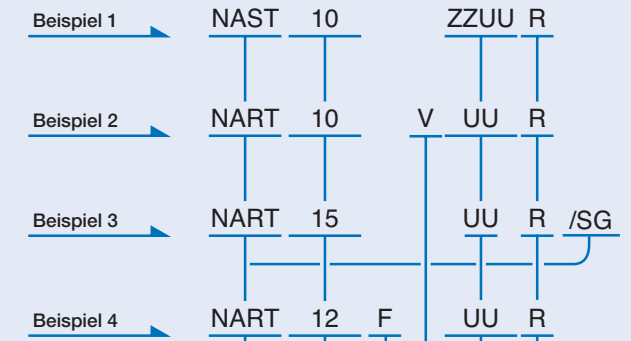 Beispiel 1 NAST 10 ZZUU R
Beispiel 2 NART 10 V UU R
Beispiel 3 NART 15 UU R /SG
Beispiel 4 NART 12 F UU R